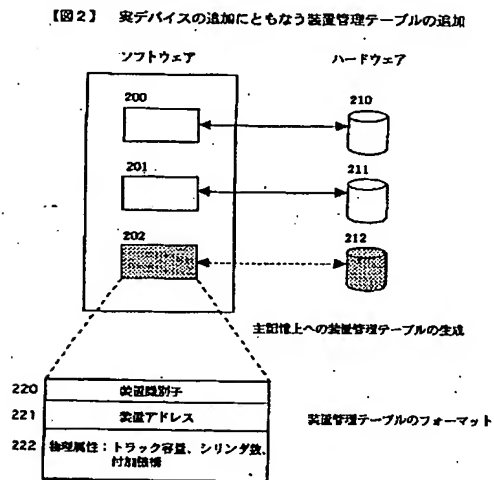 【図2】 実デバイスの追加にともなう装置管理テーブルの追加
ソフトウェア ハードウェア
200 210
201 211
202 212
主記憶上への装置管理テーブルの生成
220 装置識別子
221 装置アドレス 装置管理テーブルのフォーマット
222 物理属性：トラック容量、シリンダ数、
付加機構